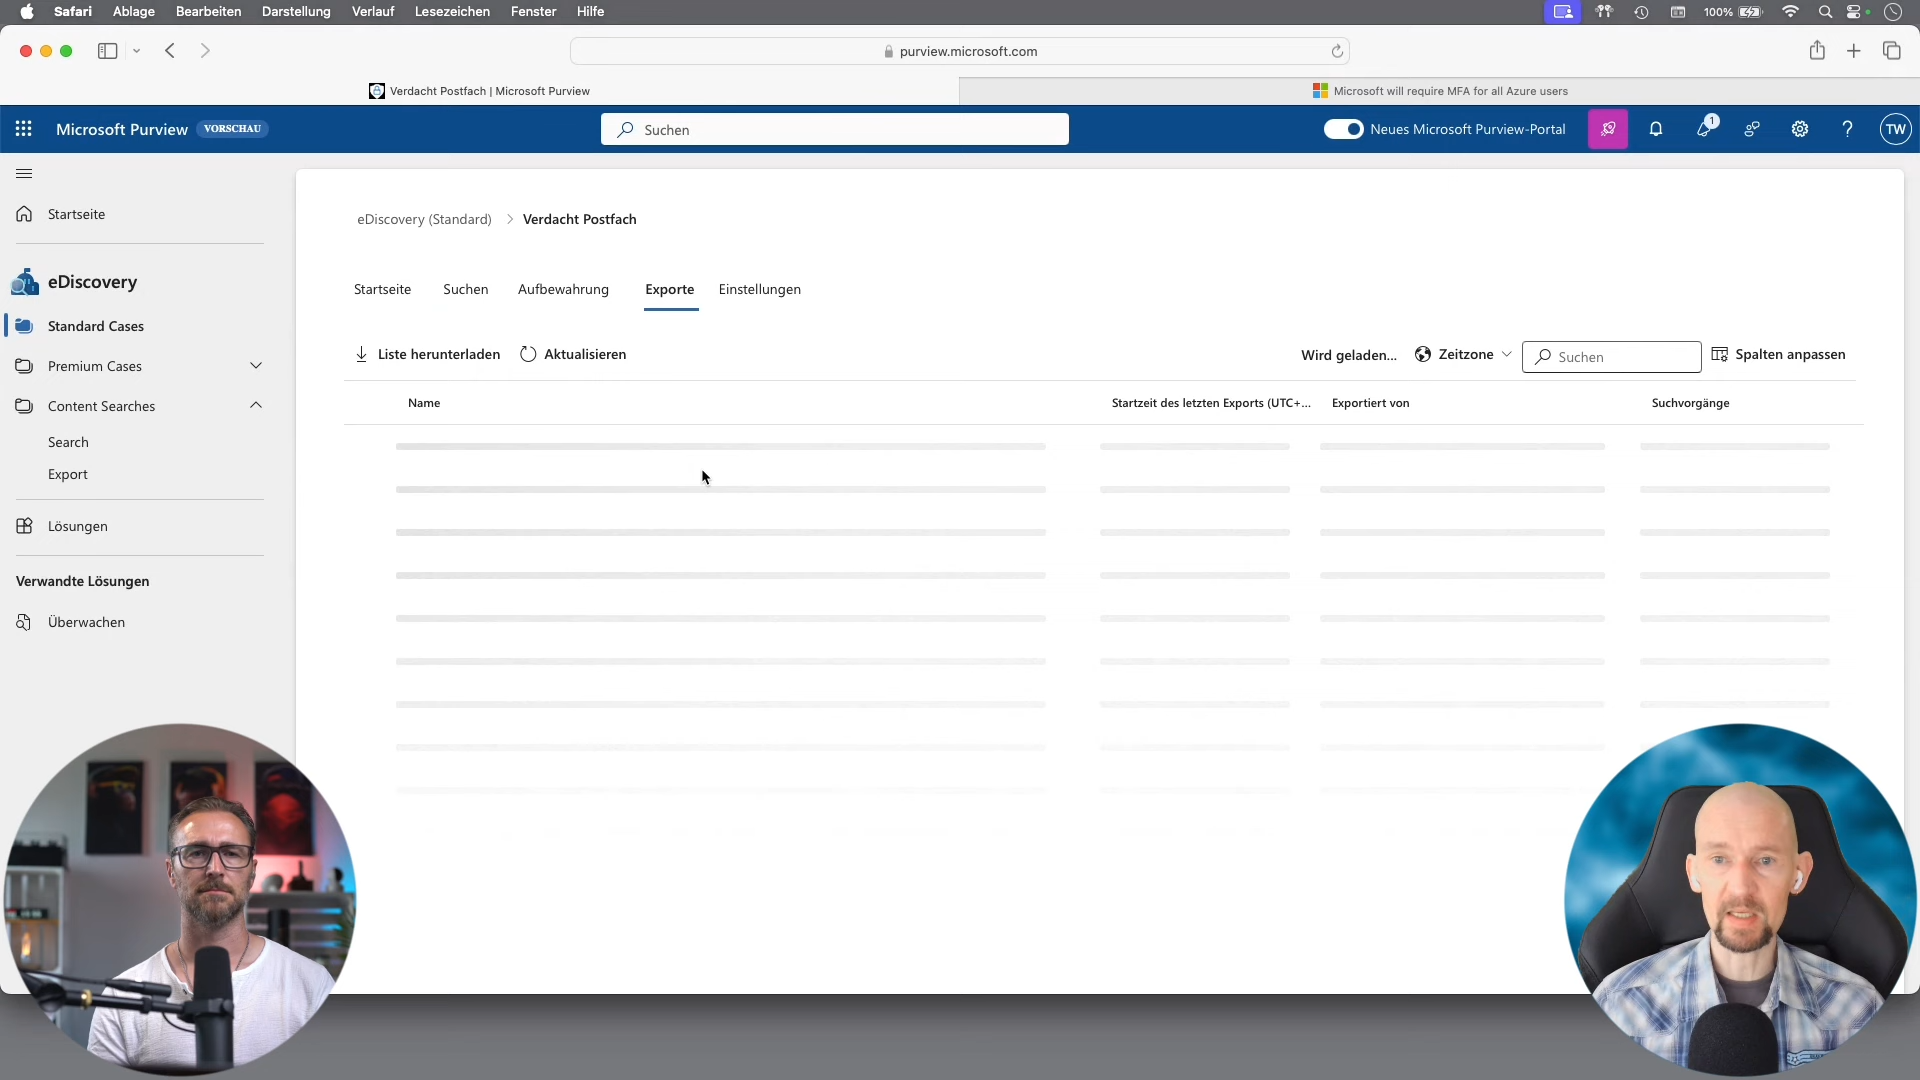 Safari Ablage Bearbeiten Darstellung Verlauf Lesezeichen Fenster Hilfe
100%
purview.microsoft.com
Verdacht Postfach | Microsoft Purview
Microsoft will require MFA for all Azure users
Microsoft Purview VORSCHAU
Suchen
Neues Microsoft Purview-Portal
1
TW
Startseite
eDiscovery
Standard Cases
Premium Cases
Content Searches
Search
Export
Lösungen
Verwandte Lösungen
Überwachen
eDiscovery (Standard) > Verdacht Postfach
Startseite Suchen Aufbewahrung Exporte Einstellungen
Liste herunterladen Aktualisieren
Wird geladen... Zeitzone Suchen Spalten anpassen
Name Startzeit des letzten Exports (UTC+... Exportiert von Suchvorgänge